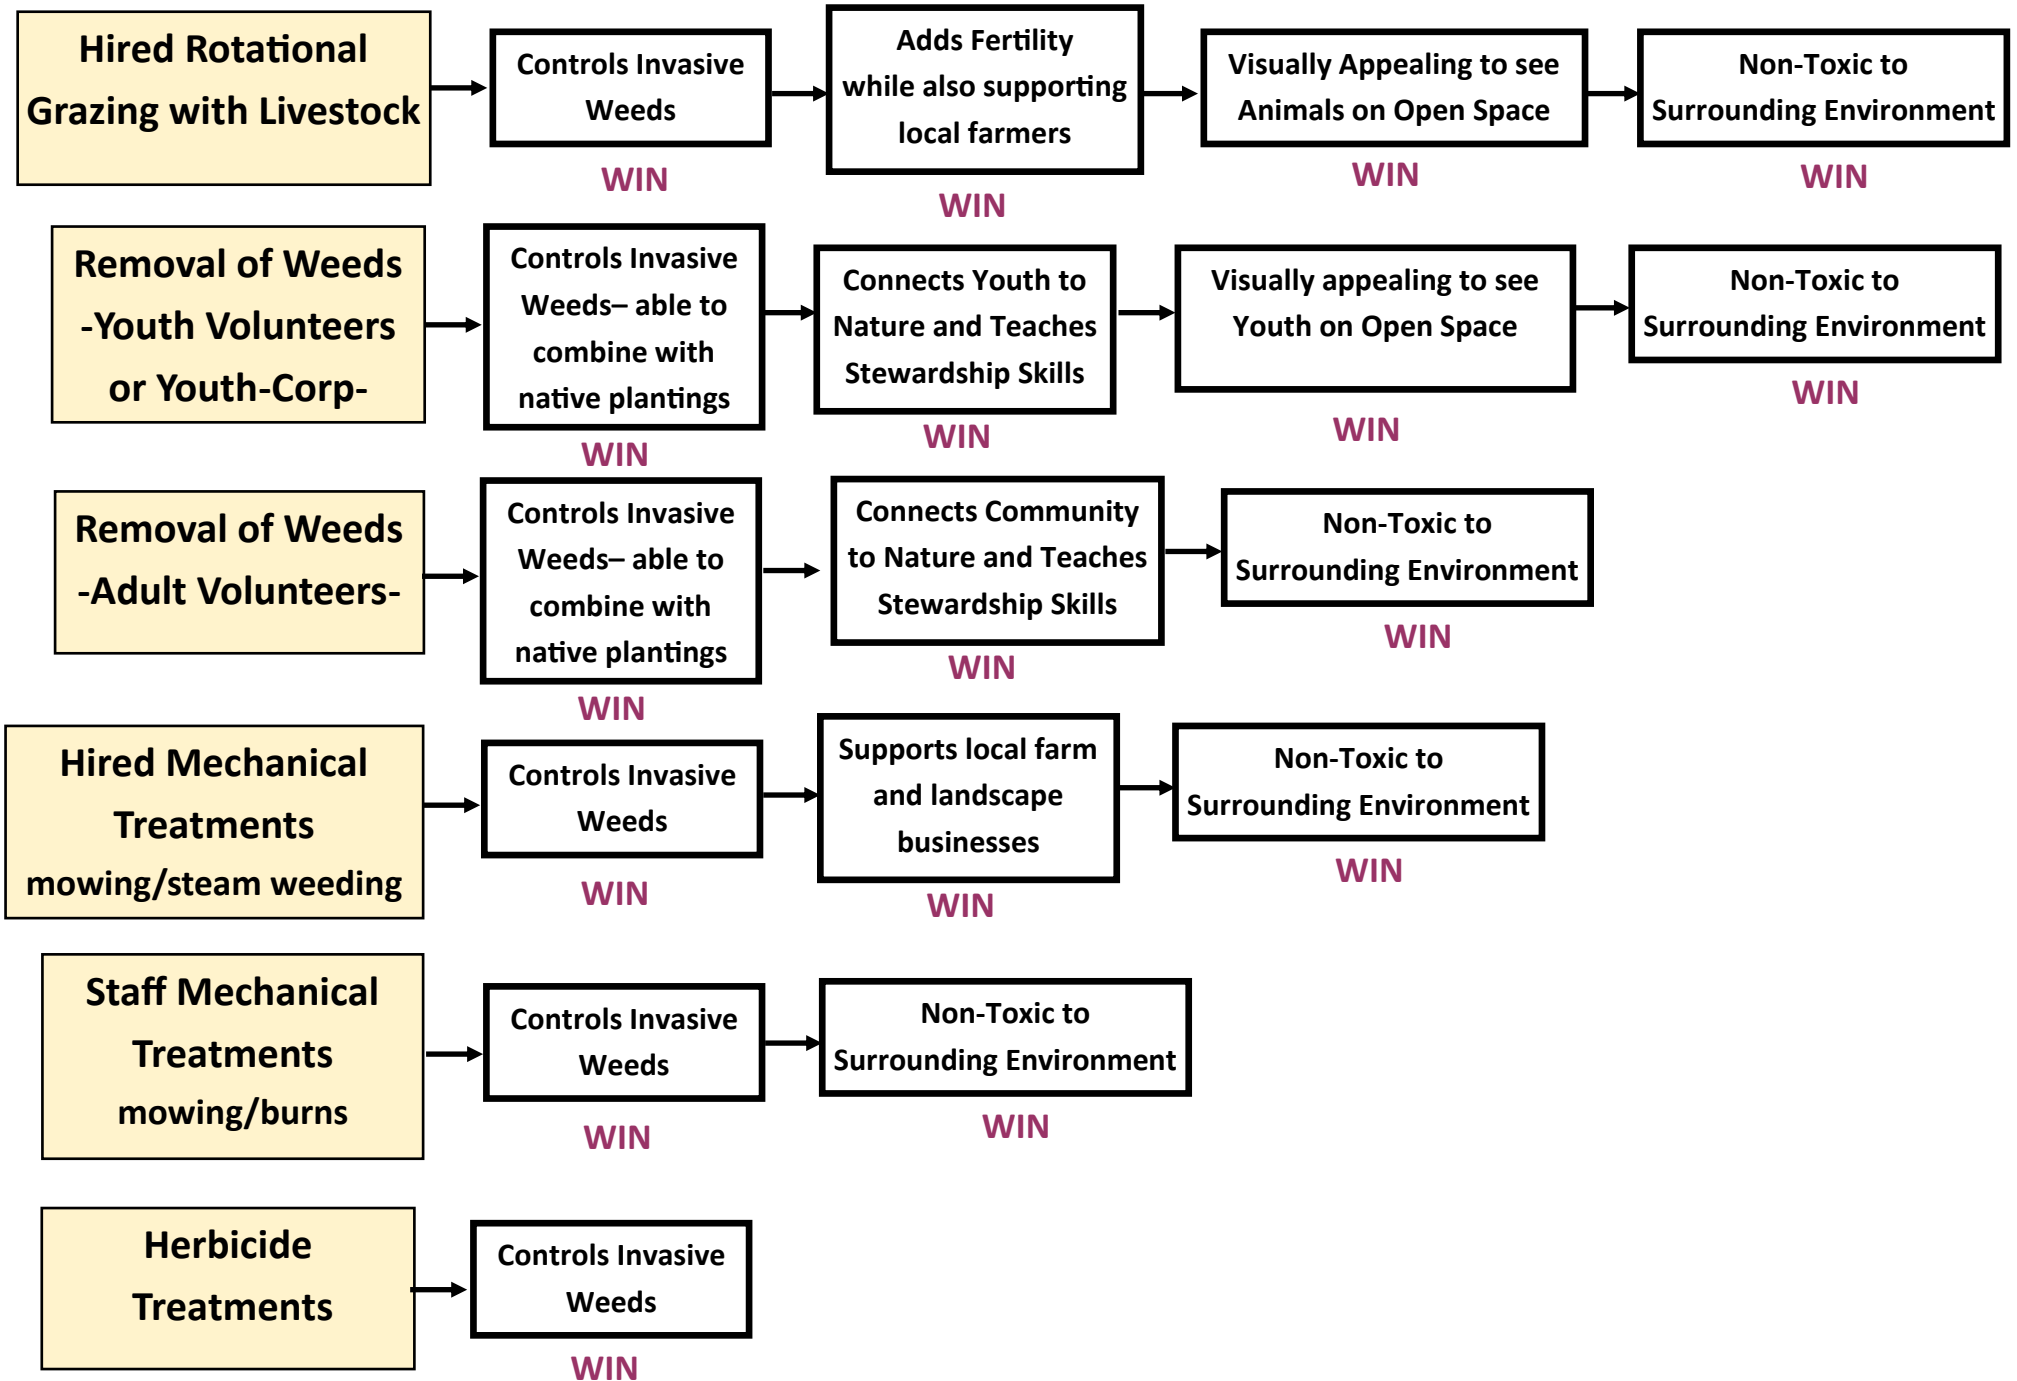 Hired Rotational
Grazing with Livestock
Controls Invasive
Weeds
WIN
Adds Fertility
while also supporting
local farmers
WIN
Visually Appealing to see
Animals on Open Space
WIN
Non-Toxic to
Surrounding Environment
WIN
Removal of Weeds
-Youth Volunteers
or Youth-Corp-
Controls Invasive
Weeds– able to
combine with
native plantings
WIN
Connects Youth to
Nature and Teaches
Stewardship Skills
WIN
Visually appealing to see
Youth on Open Space
WIN
Non-Toxic to
Surrounding Environment
WIN
Removal of Weeds
-Adult Volunteers-
Controls Invasive
Weeds– able to
combine with
native plantings
WIN
Connects Community
to Nature and Teaches
Stewardship Skills
WIN
Non-Toxic to
Surrounding Environment
WIN
Hired Mechanical
Treatments
mowing/steam weeding
Controls Invasive
Weeds
WIN
Supports local farm
and landscape
businesses
WIN
Non-Toxic to
Surrounding Environment
WIN
Staff Mechanical
Treatments
mowing/burns
Controls Invasive
Weeds
WIN
Non-Toxic to
Surrounding Environment
WIN
Herbicide
Treatments
Controls Invasive
Weeds
WIN